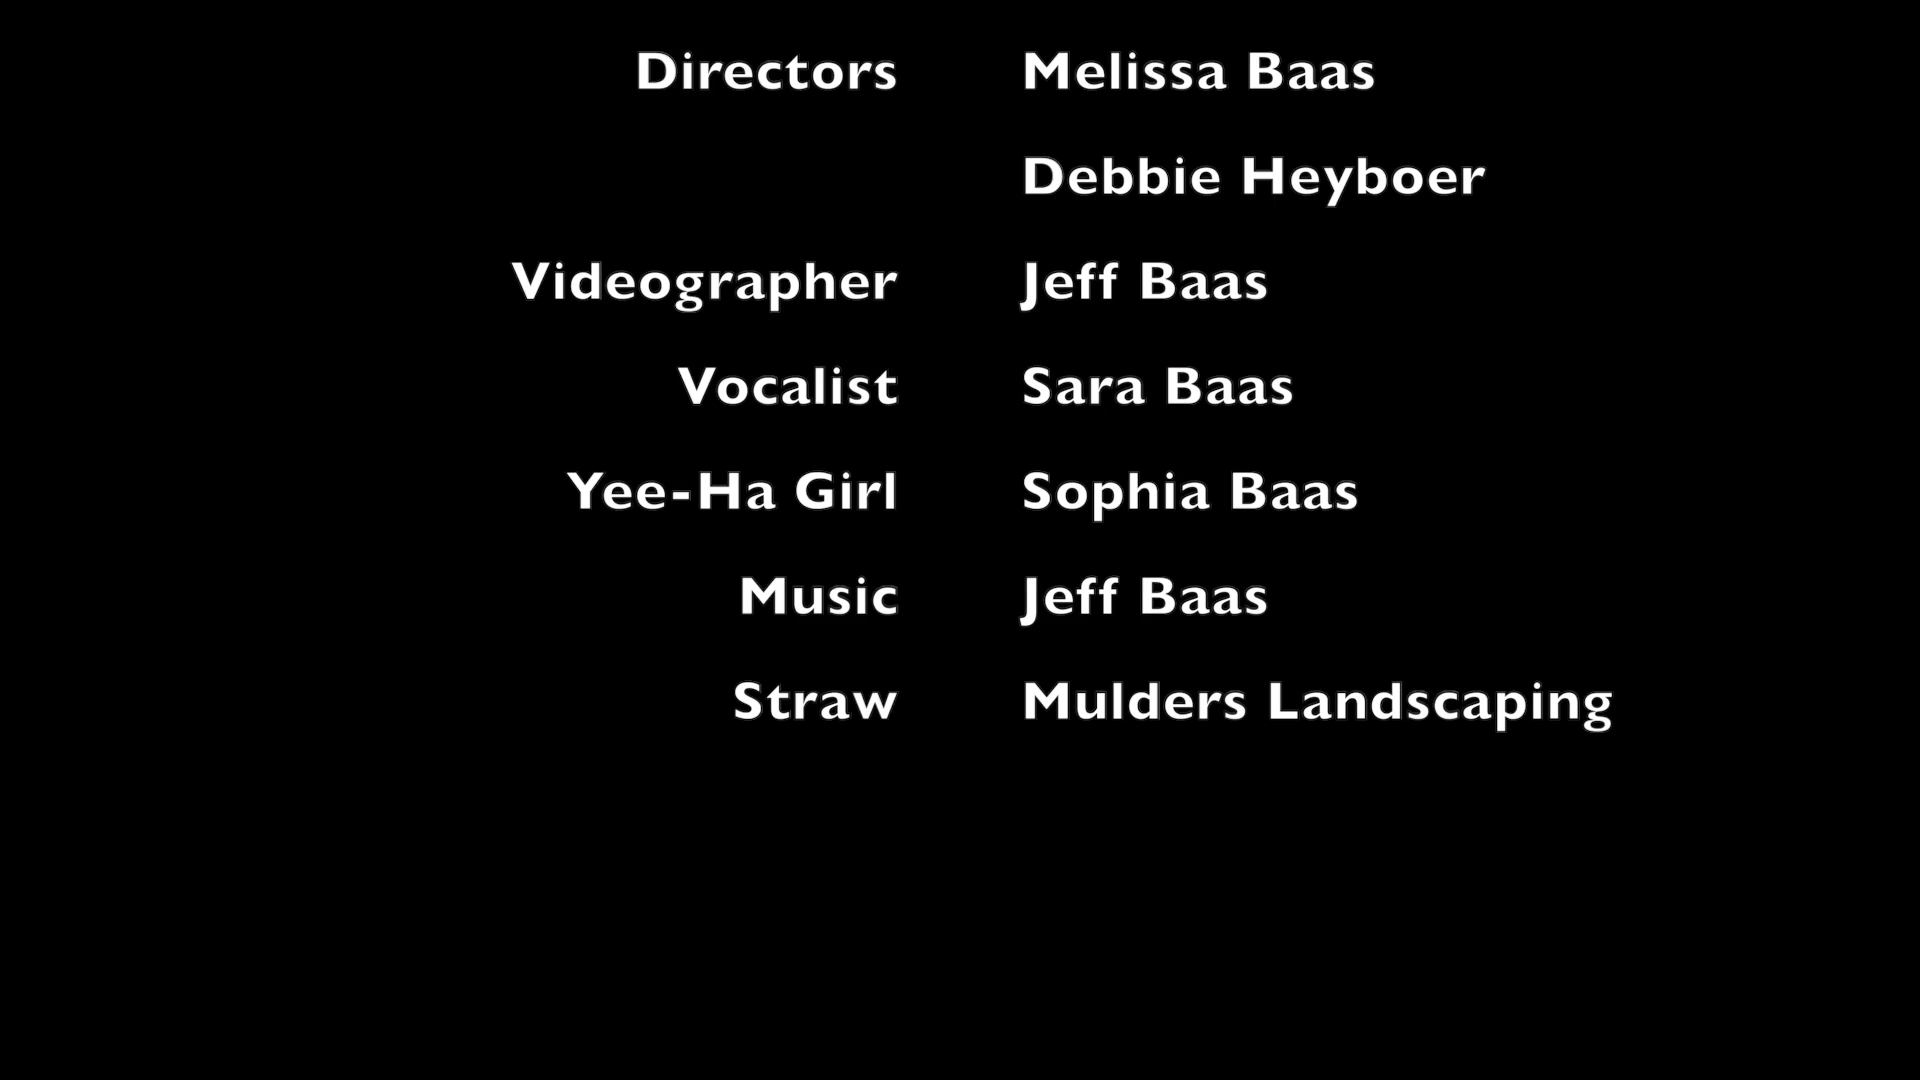 Directors Melissa Baas
Debbie Heyboer
Videographer Jeff Baas
Vocalist Sara Baas
Yee-Ha Girl Sophia Baas
Music Jeff Baas
Straw Mulders Landscaping